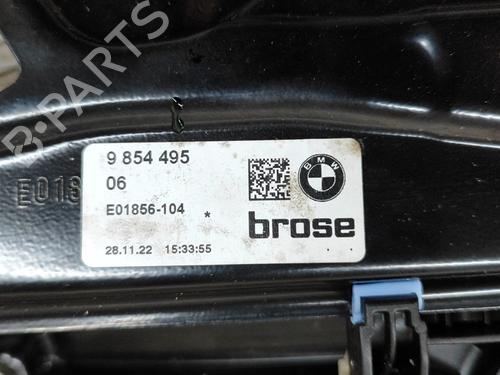 B-PARTS
9 854 495
06
E01856-104 *
28.11.22 15:33:55
BMW
brose
E018